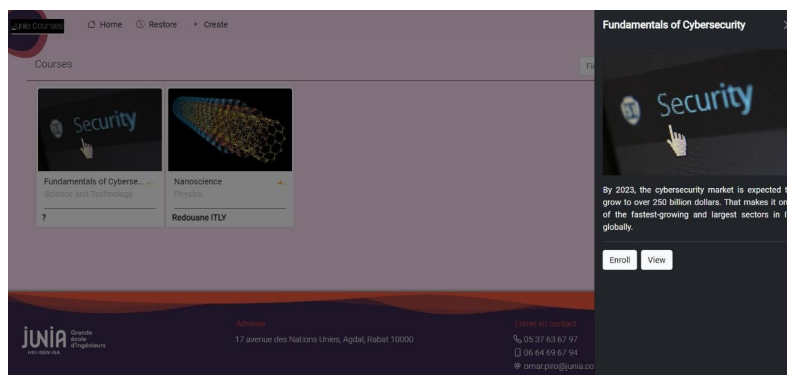 Junia Courses
Home
Restore
+ Create
Courses
Security
Fundamentals of Cyberse...
Science and Technology
?
Nanoscience
Physics
Redouane ITLY
Fundamentals of Cybersecurity
Security
By 2023, the cybersecurity market is expected t
grow to over 250 billion dollars. That makes it on
of the fastest-growing and largest sectors in I
globally.
Enroll
View
JUNIA
Grande
école
d'ingénieurs
HEI ISEN ISA
Adresse
17 avenue des Nations Unies, Agdal, Rabat 10000
Entrer en contact
05 37 63 67 97
06 64 69 67 94
omar.piro@junia.co